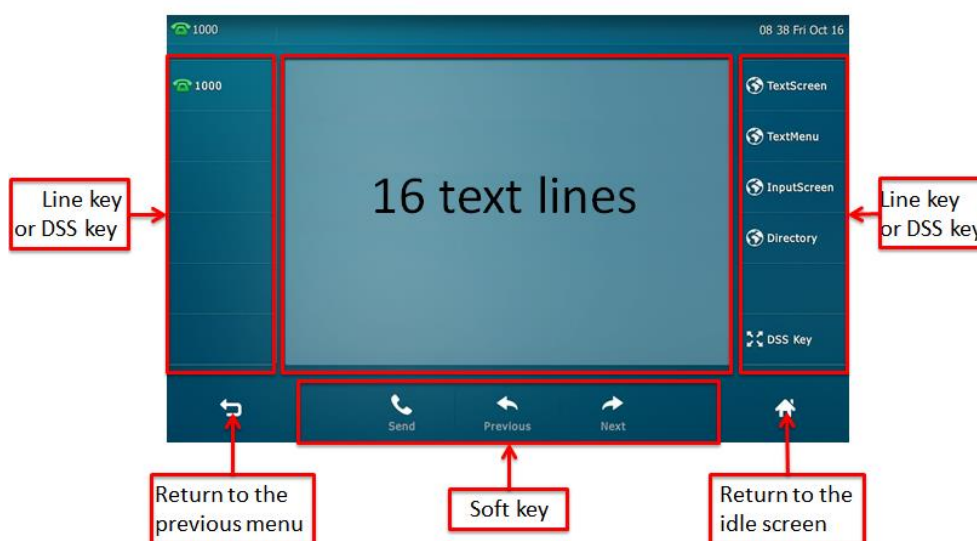 1000
08 38 Fri Oct 16
1000
TextScreen
TextMenu
InputScreen
Directory
DSS Key
16 text lines
Line key
or DSS key
Line key
or DSS key
Send
Previous
Next
Return to the
previous menu
Soft key
Return to the
idle screen